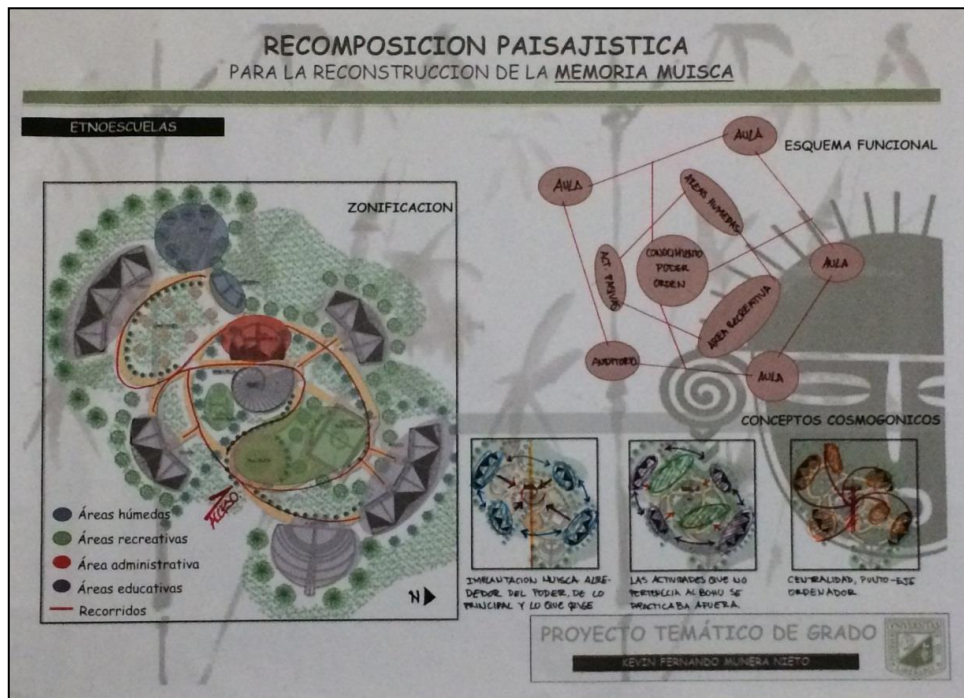 RECOMPOSICION PAISAJISTICA
PARA LA RECONSTRUCCION DE LA MEMORIA MUISCA
ETNOESCUELAS
ZONIFICACION
ACCESO
Áreas húmedas
Áreas recreativas
Área administrativa
Áreas educativas
Recorridos
N
ESQUEMA FUNCIONAL
AULA
AULA
AREAS HUMEDAS
CONOCIMIENTO
PODER
ORDEN
ACT.
AULA
AREA RECREATIVA
AUDITORIO
AULA
CONCEPTOS COSMOGONICOS
IMPLANTACION MUISCA ALRE-
DEDOR DEL PODER, DE LO
PRINCIPAL Y LO QUE RIGE
LAS ACTIVIDADES QUE NO
PERTENECIA AL BOHIO SE
PRACTICABA AFUERA.
CENTRALIDAD, PUNTO-EJE
ORDENADOR
PROYECTO TEMÁTICO DE GRADO
KEVIN FERNANDO MUNERA NIETO